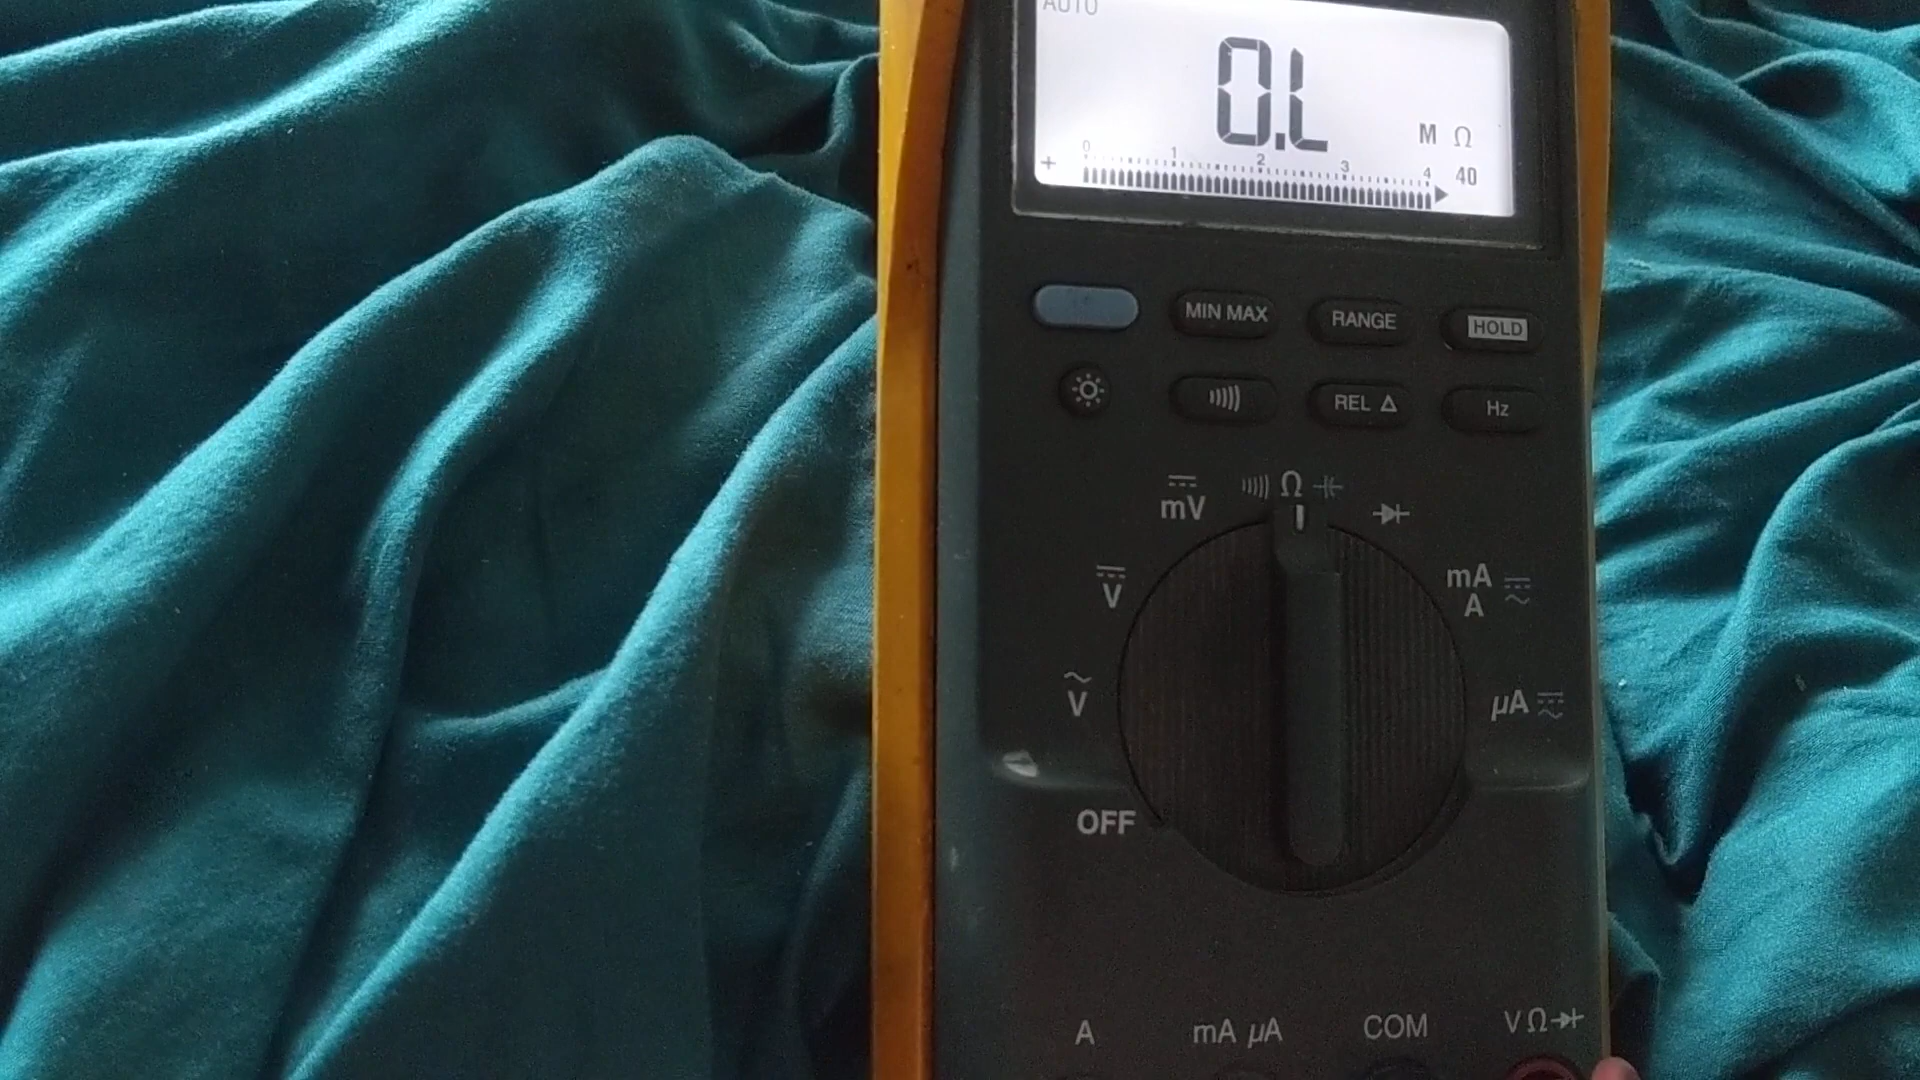 AUTO
0.L
M Ω
0 1 2 3 4 40
+
MIN MAX RANGE HOLD
REL Δ Hz
mV Ω
V mA
A
V µA
OFF
A mA µA COM V Ω